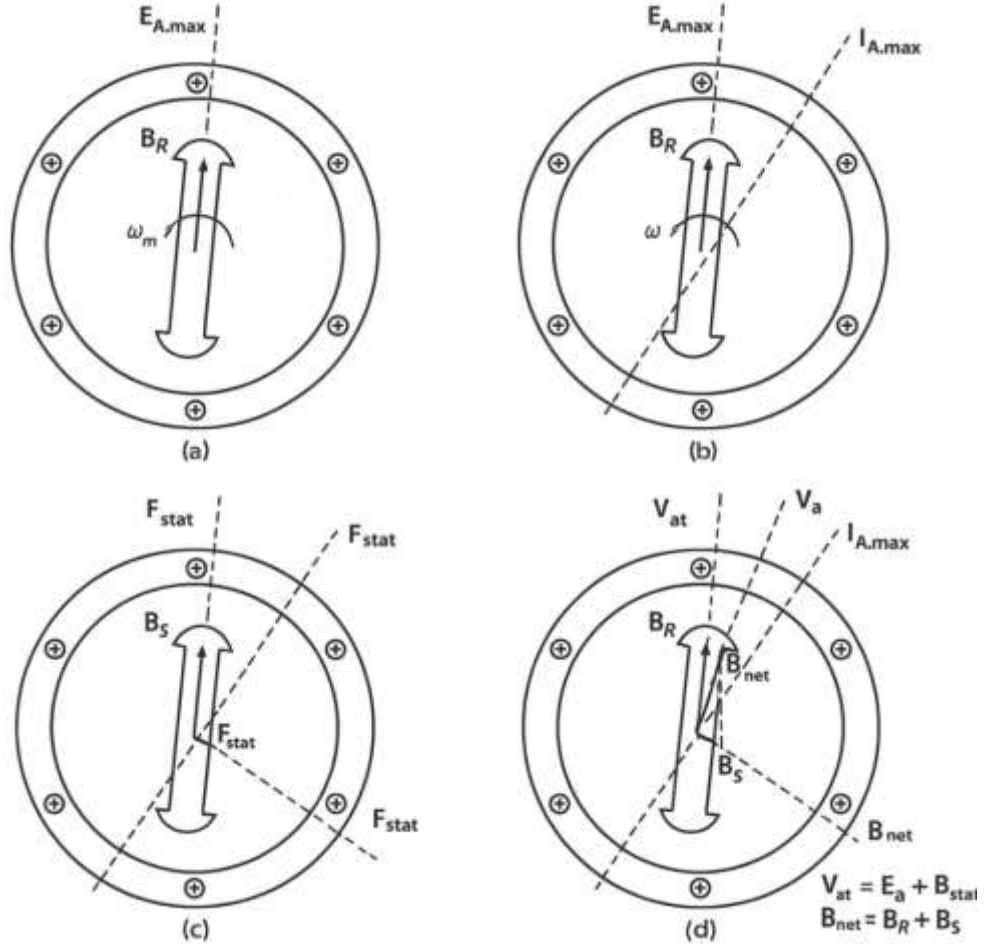 E_A.max
B_R
ω_m
(a)
E_A.max
I_A.max
B_R
ω
(b)
F_stat
F_stat
B_S
F_stat
F_stat
(c)
V_at
V_a
I_A.max
B_R
B_net
B_S
B_net
V_at = E_a + B_stat
B_net = B_R + B_S
(d)